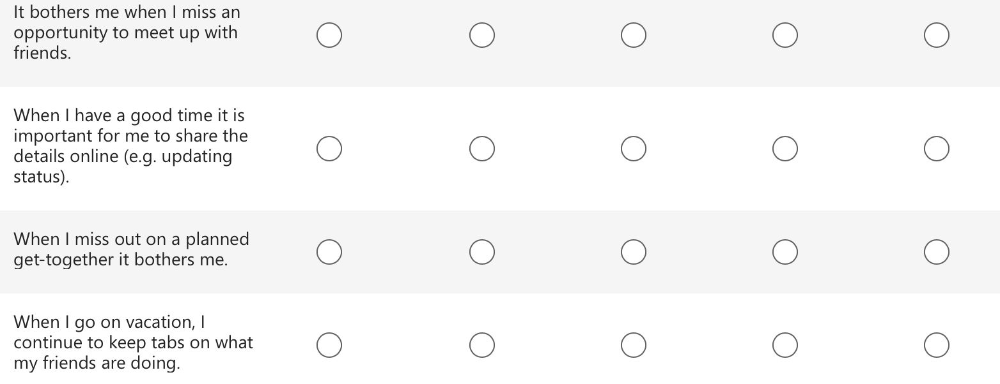 It bothers me when I miss an
opportunity to meet up with
friends.
When I have a good time it is
important for me to share the
details online (e.g. updating
status).
When I miss out on a planned
get-together it bothers me.
When I go on vacation, I
continue to keep tabs on what
my friends are doing.